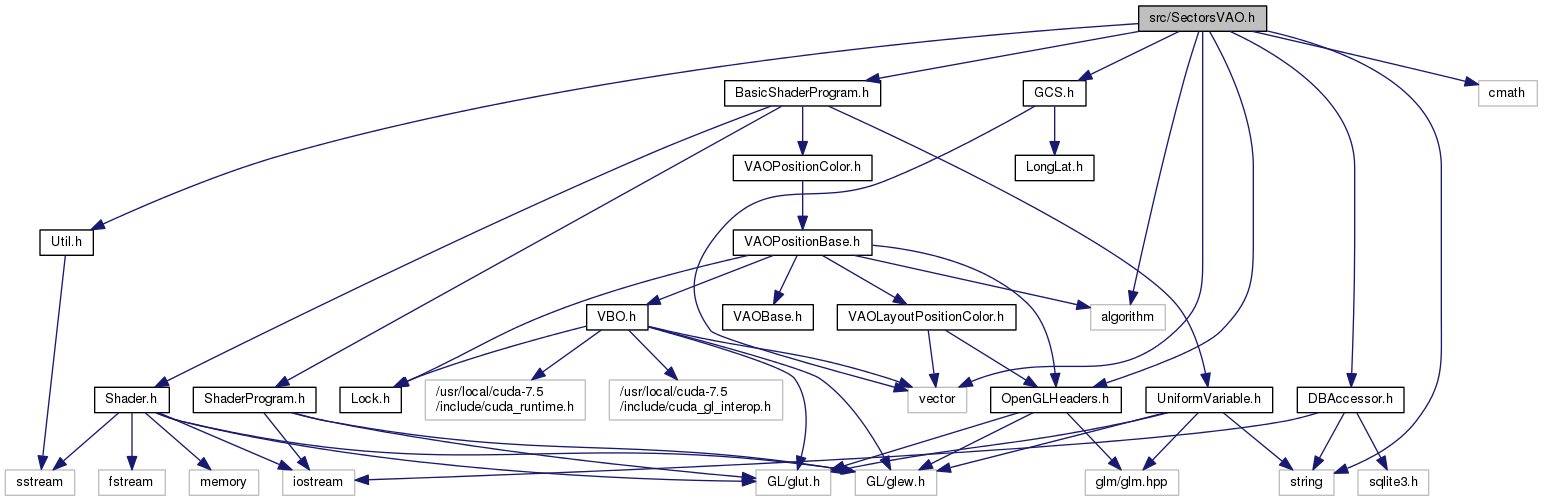 src/SectorsVAO.h
BasicShaderProgram.h
GCS.h
cmath
VAOPositionColor.h
LongLat.h
Util.h
VAOPositionBase.h
VBO.h
VAOBase.h
VAOLayoutPositionColor.h
algorithm
Shader.h
ShaderProgram.h
Lock.h
/usr/local/cuda-7.5
/include/cuda_runtime.h
/usr/local/cuda-7.5
/include/cuda_gl_interop.h
vector
OpenGLHeaders.h
UniformVariable.h
DBAccessor.h
sstream
fstream
memory
iostream
GL/glut.h
GL/glew.h
glm/glm.hpp
string
sqlite3.h